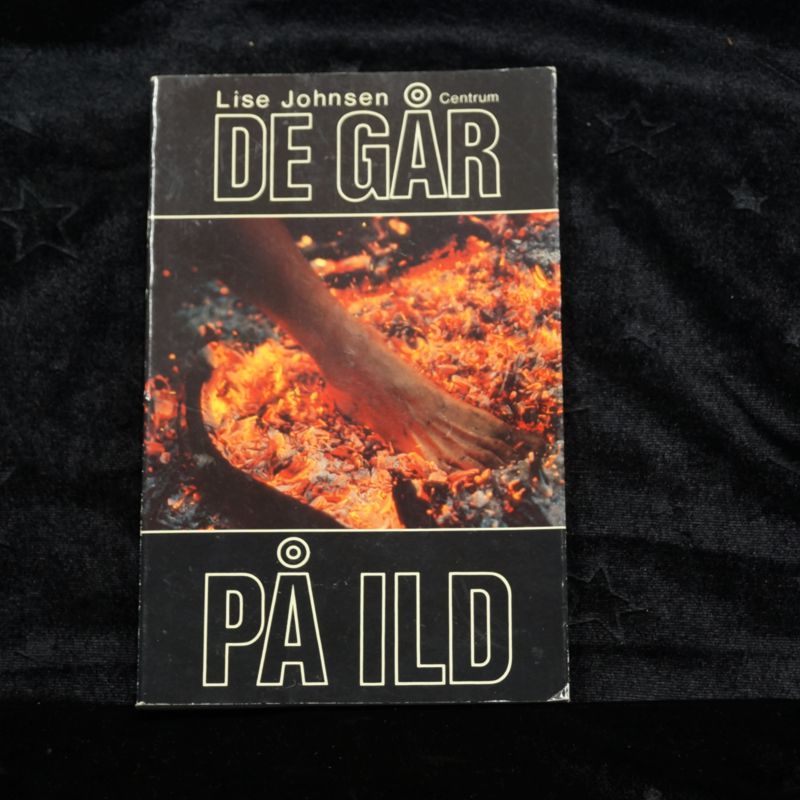 Lise Johnsen Centrum
DE GÅR
PÅ ILD